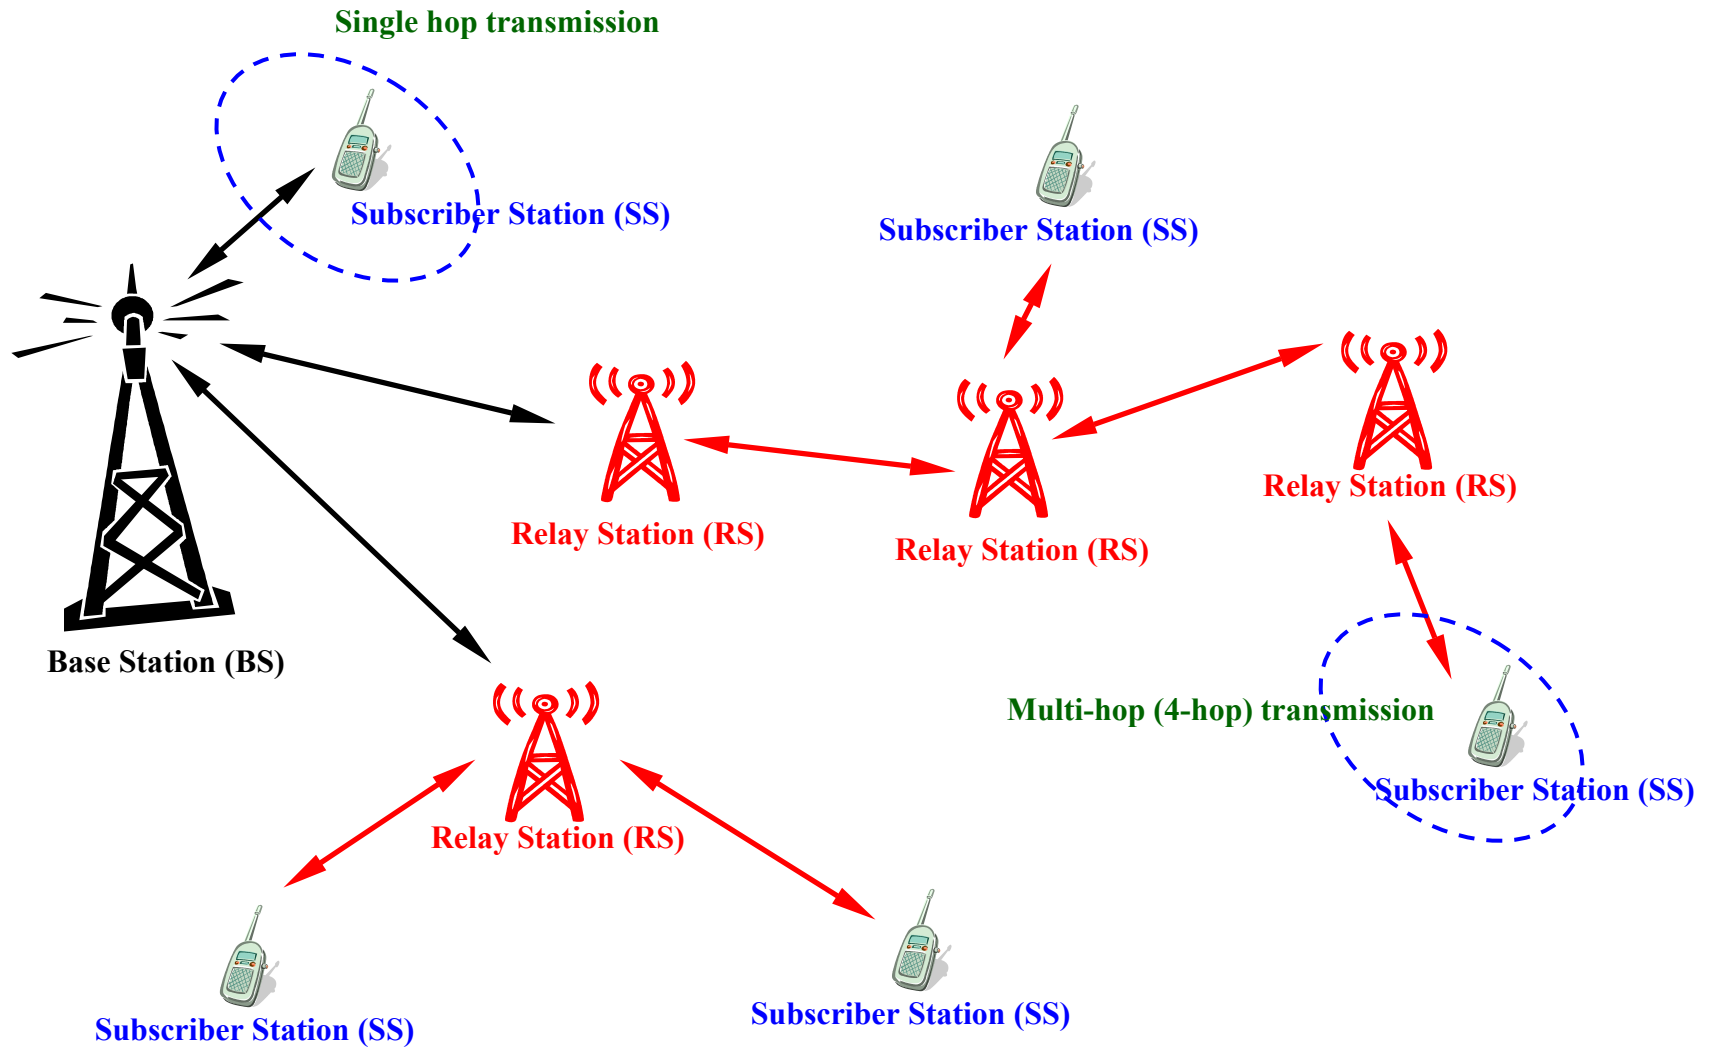 Single hop transmission
Subscriber Station (SS)
Subscriber Station (SS)
Relay Station (RS)
Relay Station (RS)
Relay Station (RS)
Base Station (BS)
Multi-hop (4-hop) transmission
Subscriber Station (SS)
Relay Station (RS)
Subscriber Station (SS)
Subscriber Station (SS)